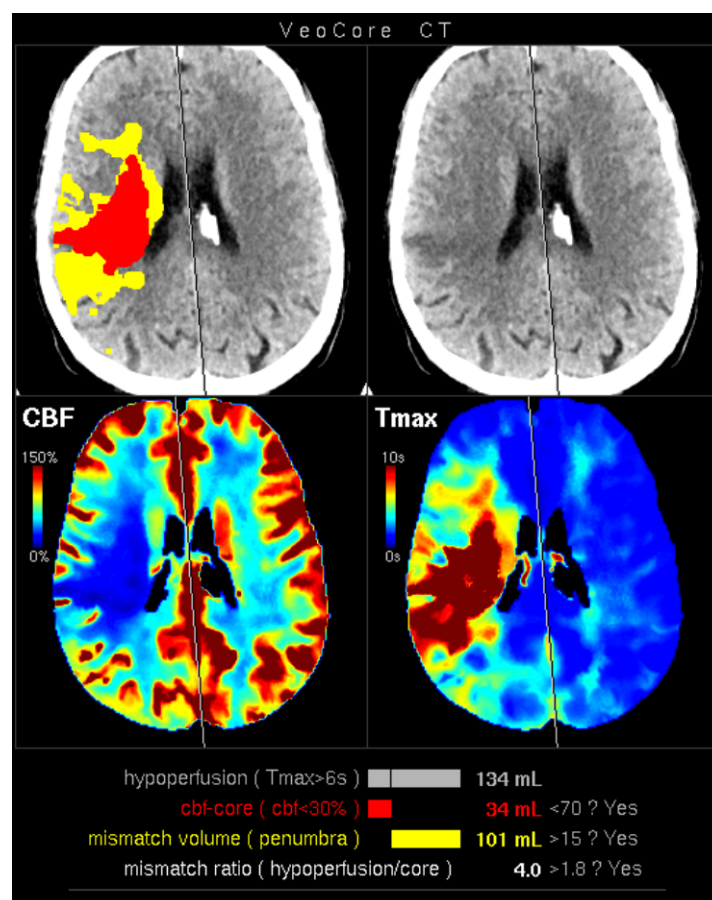 VeoCore CT
CBF
150%
0%
Tmax
10s
0s
hypoperfusion ( Tmax>6s ) 134 mL
cbf-core ( cbf<30% ) 34 mL <70 ? Yes
mismatch volume ( penumbra ) 101 mL >15 ? Yes
mismatch ratio ( hypoperfusion/core ) 4.0 >1.8 ? Yes